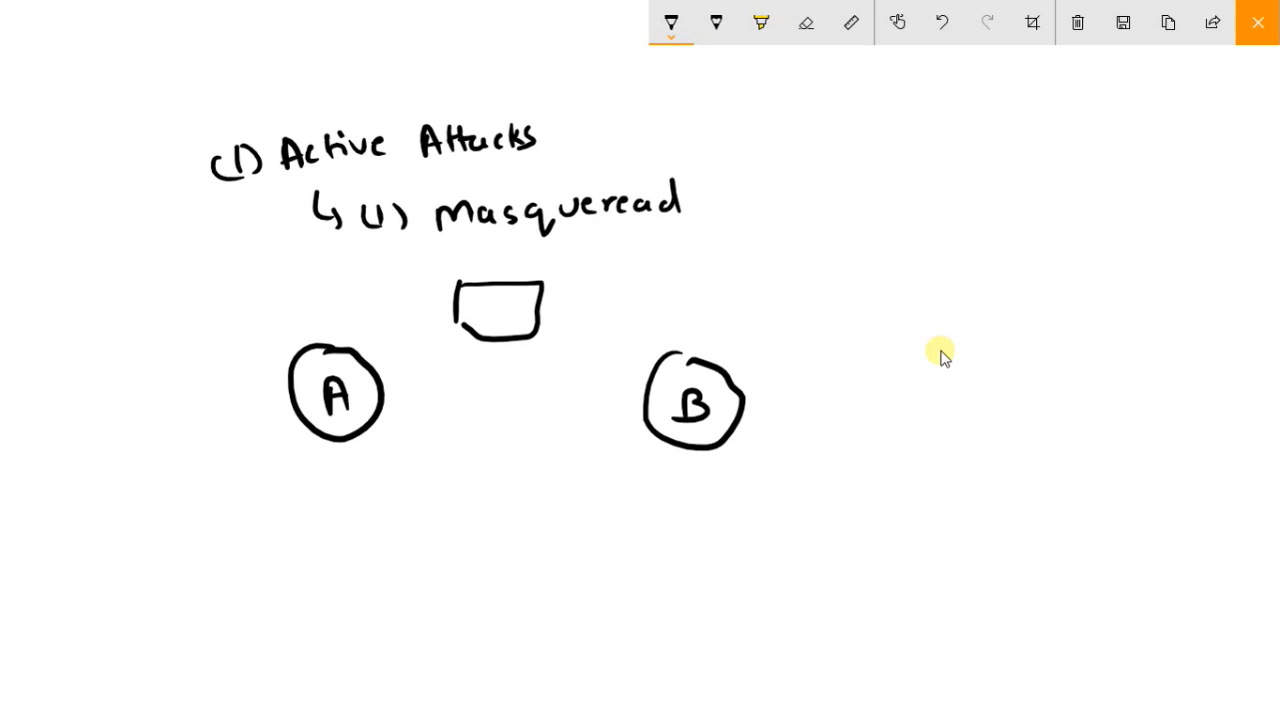 (1) Active Attacks
↳ (1) Masqueread
A
B